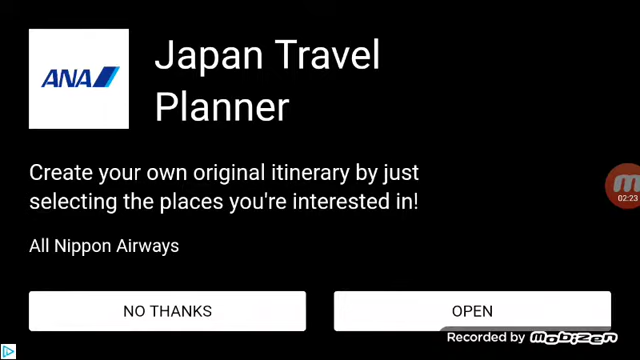 ANA
Japan Travel
Planner
Create your own original itinerary by just
selecting the places you're interested in!
All Nippon Airways
02:23
NO THANKS
OPEN
Recorded by mobizen